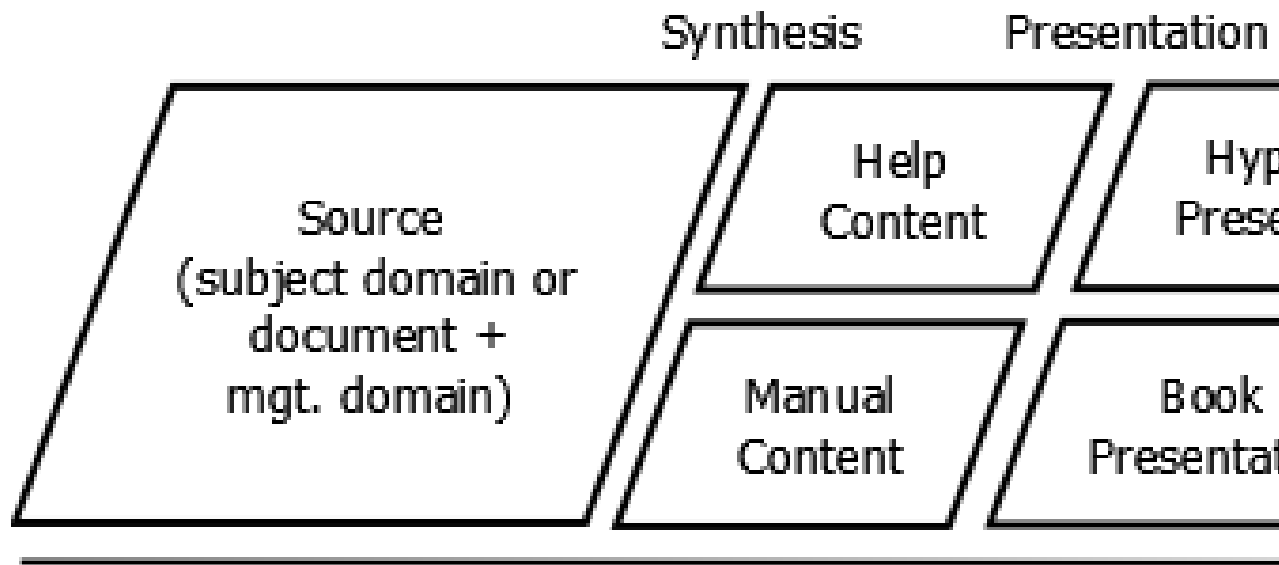 Synthesis Presentation
Source
(subject domain or
document +
mgt. domain)
Help
Content
Manual
Content
Book